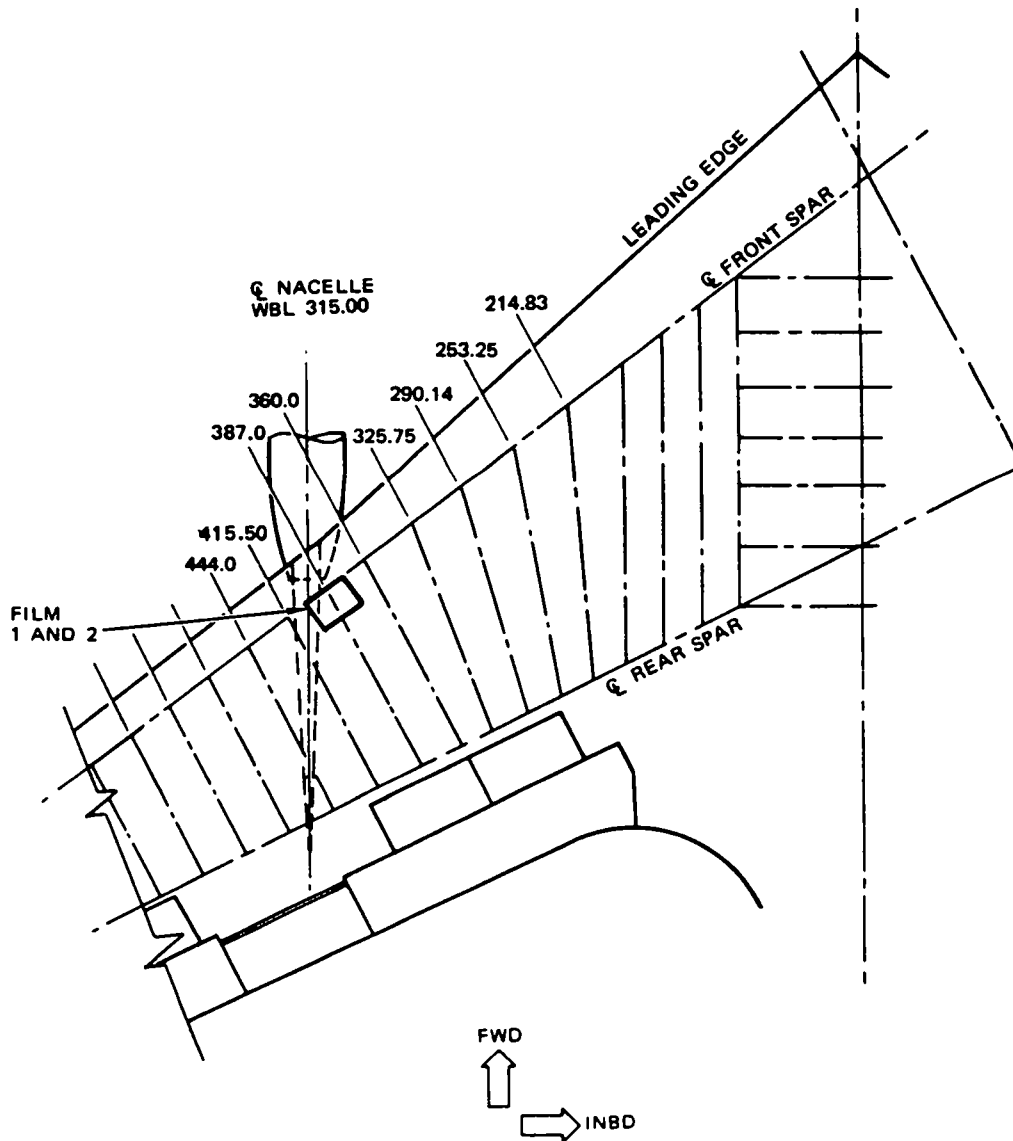 LEADING EDGE
℄ FRONT SPAR
℄ NACELLE
WBL 315.00
214.83
253.25
290.14
360.0
325.75
387.0
415.50
444.0
FILM
1 AND 2
℄ REAR SPAR
FWD
INBD